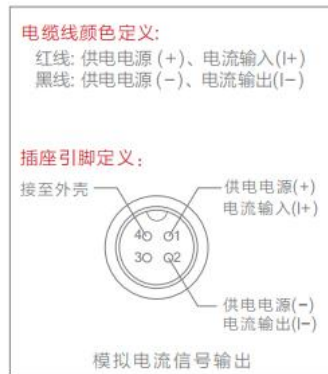 电缆线颜色定义:
红线: 供电电源 (+)、电流输入(I+)
黑线: 供电电源 (−)、电流输出(I−)
插座引脚定义：
接至外壳
供电电源(+)
电流输入(I+)
4 1
3 2
供电电源(−)
电流输出(I−)
模拟电流信号输出